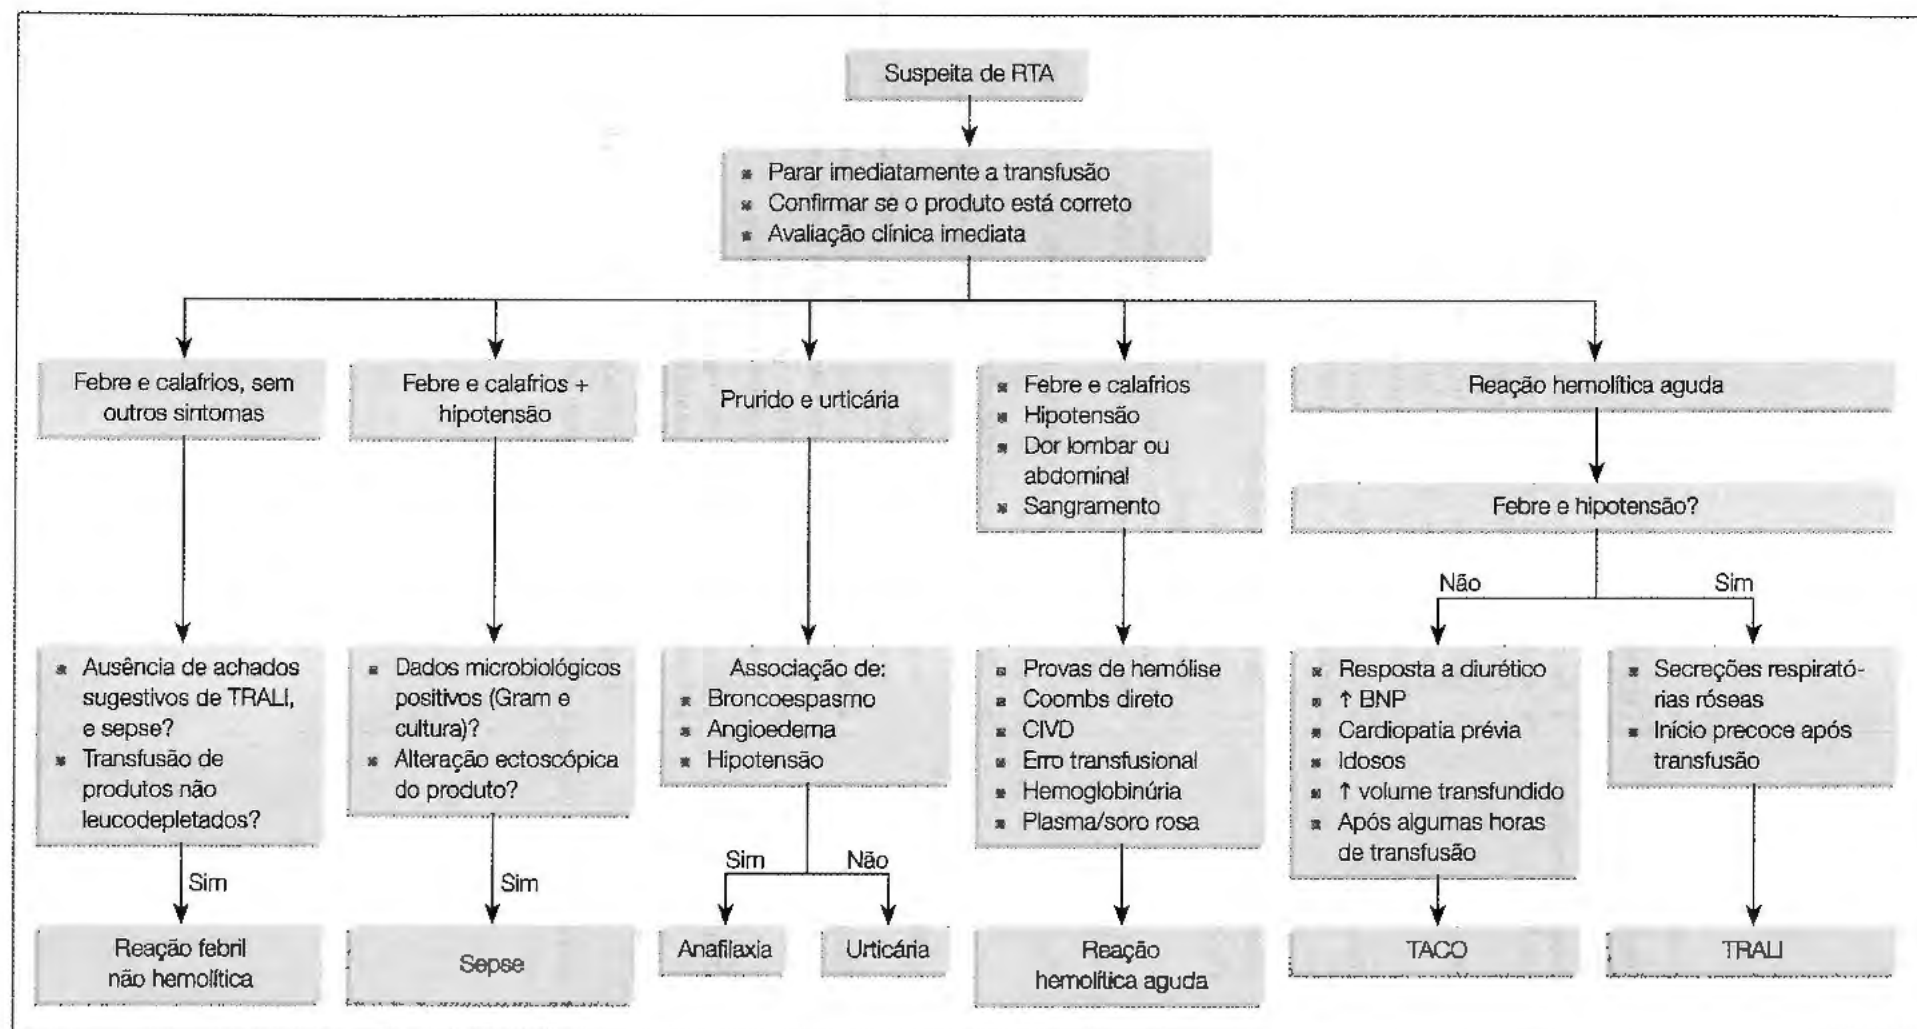 Suspeita de RTA
Parar imediatamente a transfusão
Confirmar se o produto está correto
Avaliação clínica imediata
Febre e calafrios, sem
outros sintomas
Febre e calafrios +
hipotensão
Prurido e urticária
Febre e calafrios
Hipotensão
Dor lombar ou
abdominal
Sangramento
Reação hemolítica aguda
Febre e hipotensão?
Não
Sim
Ausência de achados
sugestivos de TRALI,
e sepse?
Transfusão de
produtos não
leucodepletados?
Dados microbiológicos
positivos (Gram e
cultura)?
Alteração ectoscópica
do produto?
Associação de:
Broncoespasmo
Angioedema
Hipotensão
Provas de hemólise
Coombs direto
CIVD
Erro transfusional
Hemoglobinúria
Plasma/soro rosa
Resposta a diurético
↑ BNP
Cardiopatia prévia
Idosos
↑ volume transfundido
Após algumas horas
de transfusão
Secreções respirató-
rias róseas
Início precoce após
transfusão
Sim
Sim
Sim
Não
Reação febril
não hemolítica
Sepse
Anafilaxia
Urticária
Reação
hemolítica aguda
TACO
TRALI